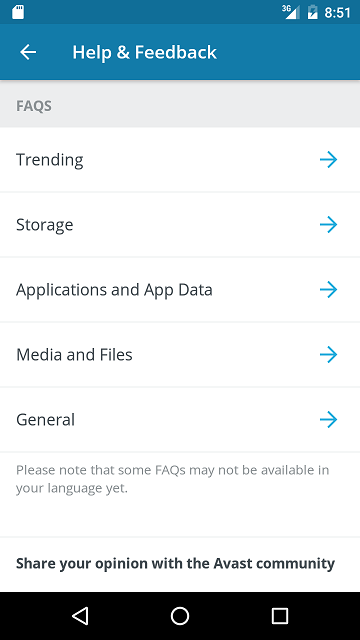 3G
8:51
Help & Feedback
FAQS
Trending
Storage
Applications and App Data
Media and Files
General
Please note that some FAQs may not be available in
your language yet.
Share your opinion with the Avast community